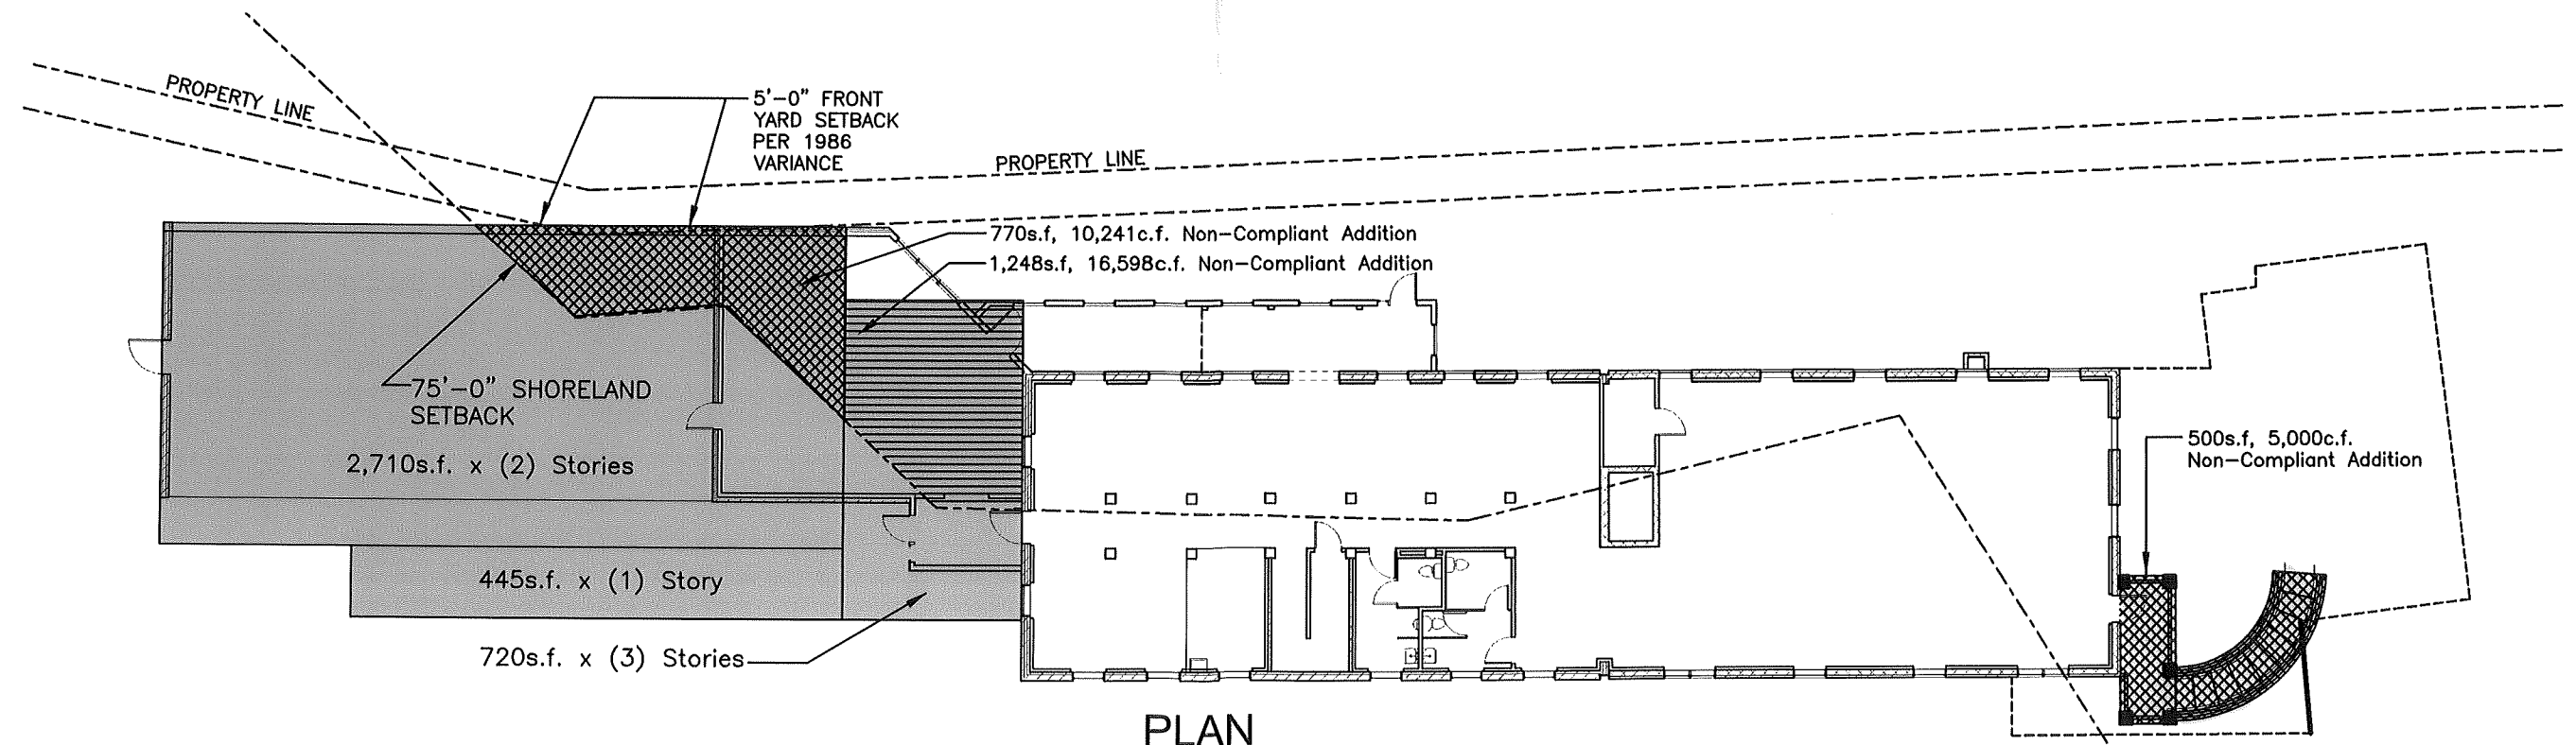 PROPERTY LINE
5'-0" FRONT
YARD SETBACK
PER 1986
VARIANCE
PROPERTY LINE
770s.f, 10,241c.f. Non-Compliant Addition
1,248s.f, 16,598c.f. Non-Compliant Addition
75'-0" SHORELAND
SETBACK
2,710s.f. x (2) Stories
500s.f, 5,000c.f.
Non-Compliant Addition
445s.f. x (1) Story
720s.f. x (3) Stories
PLAN